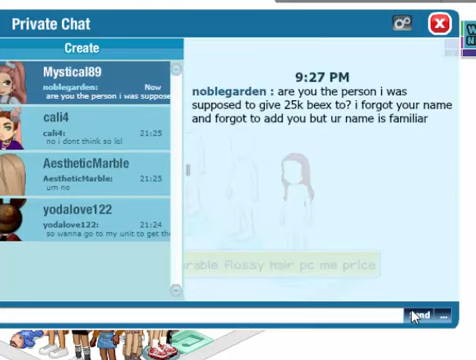 Private Chat
Create
Mystical89
noblegarden: Now
are you the person i was suppose
cali4
cali4: 21:25
no i dont think so lol
AestheticMarble
AestheticMarble: 21:25
um no
yodalove122
yodalove122: 21:24
so wanna go to my unit to get th
9:27 PM
noblegarden : are you the person i was
supposed to give 25k beex to? i forgot your name
and forgot to add you but ur name is familiar
rable flossy hair pc me price
Send ...